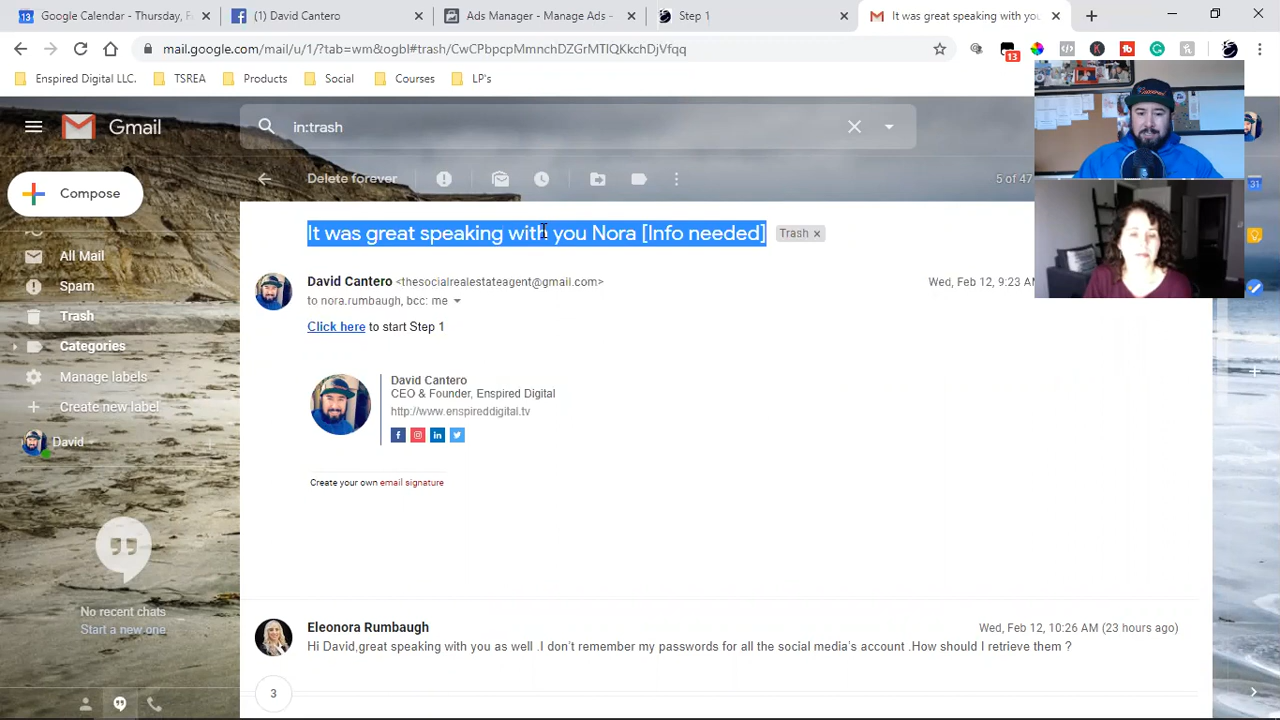 Google Calendar - Thursday, F
(1) David Cantero
Ads Manager - Manage Ads -
Step 1
It was great speaking with you
mail.google.com/mail/u/1/?tab=wm&ogbl#trash/CwCPbpcpMmnchDZGrMTlQKkchDjVfqq
13
Enspired Digital LLC.
TSREA
Products
Social
Courses
LP's
Gmail
in:trash
Compose
Delete forever
5 of 47
It was great speaking with you Nora [Info needed]
Trash x
All Mail
Spam
Trash
Categories
Manage labels
Create new label
David
David Cantero <thesocialrealestateagent@gmail.com>
Wed, Feb 12, 9:23 AM
to nora.rumbaugh, bcc: me
Click here to start Step 1
David Cantero
CEO & Founder, Enspired Digital
http://www.enspireddigital.tv
Create your own email signature
No recent chats
Start a new one
Eleonora Rumbaugh
Wed, Feb 12, 10:26 AM (23 hours ago)
Hi David,great speaking with you as well .I don't remember my passwords for all the social media's account .How should I retrieve them ?
3